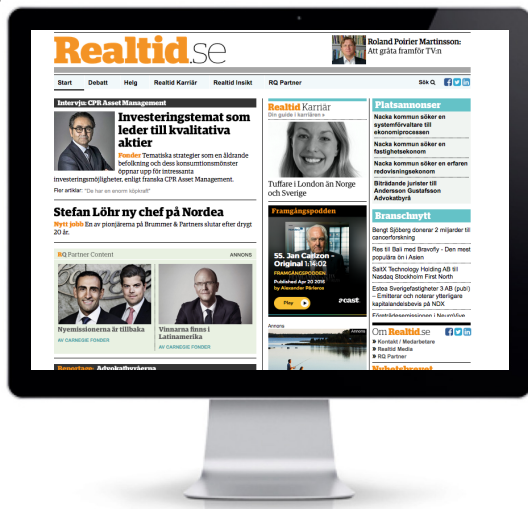 Realtid.se
Roland Poirier Martinsson:
Att gråta framför TV:n
Start
Debatt
Helg
Realtid Karriär
Realtid Insikt
RQ Partner
Sök
Intervju: CPR Asset Management
Investeringstemat som
leder till kvalitativa
aktier
Fonder Tematiska strategier som en åldrande
befolkning och dess konsumtionsmönster
öppnar upp för intressanta
investeringsmöjligheter, enligt franska CPR Asset Management.
Fler artiklar: "De har en enorm köpkraft"
Stefan Löhr ny chef på Nordea
Nytt jobb En av pionjärerna på Brummer & Partners slutar efter drygt
20 år.
RQ Partner Content
ANNONS
Nyemissionerna är tillbaka
AV CARNEGIE FONDER
Vinnarna finns i
Latinamerika
AV CARNEGIE FONDER
Reportage: Advokatbyråerna
Realtid Karriär
Din guide i karriären »
Tuffare i London än Norge
och Sverige
Framgångspodden
55. Jan Carlzon -
Original 1:14:02
FRAMGÅNGSPODDEN
Published Apr 20 2016
by Alexander Pärleros
Play
acast
Annons
Annons
Platsannonser
Nacka kommun söker en
systemförvaltare till
ekonomiprocessen
Nacka kommun söker en
fastighetsekonom
Nacka kommun söker en erfaren
redovisningsekonom
Biträdande jurister till
Andersson Gustafsson
Advokatbyrå
Branschnytt
Bengt Sjöberg donerar 2 miljarder till
cancerforskning
Res till Bali med Bravofly - Den mest
populära ön i Asien
SaltX Technology Holding AB till
Nasdaq Stockholm First North
Estea Sverigefastigheter 3 AB (publ)
– Emitterar och noterar ytterligare
kapitalandelsbevis på NDX
Företrädesemissionen i NeuroVive
Om Realtid.se
» Kontakt / Medarbetare
» Realtid Media
» RQ Partner
Nyhetsbrevet